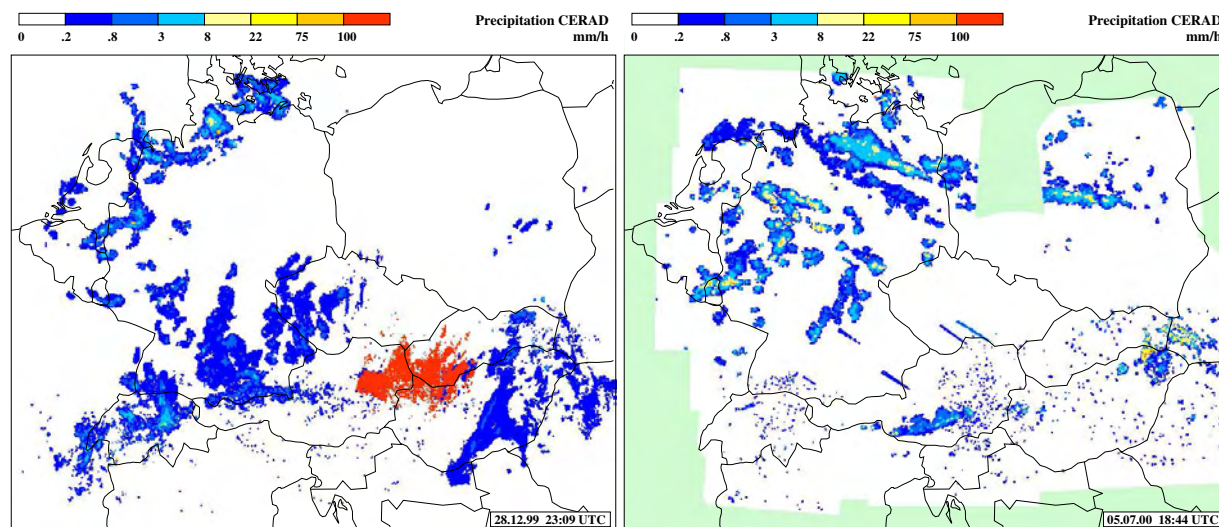 Precipitation CERAD
0 .2 .8 3 8 22 75 100 mm/h
28.12.99 23:09 UTC
Precipitation CERAD
0 .2 .8 3 8 22 75 100 mm/h
05.07.00 18:44 UTC